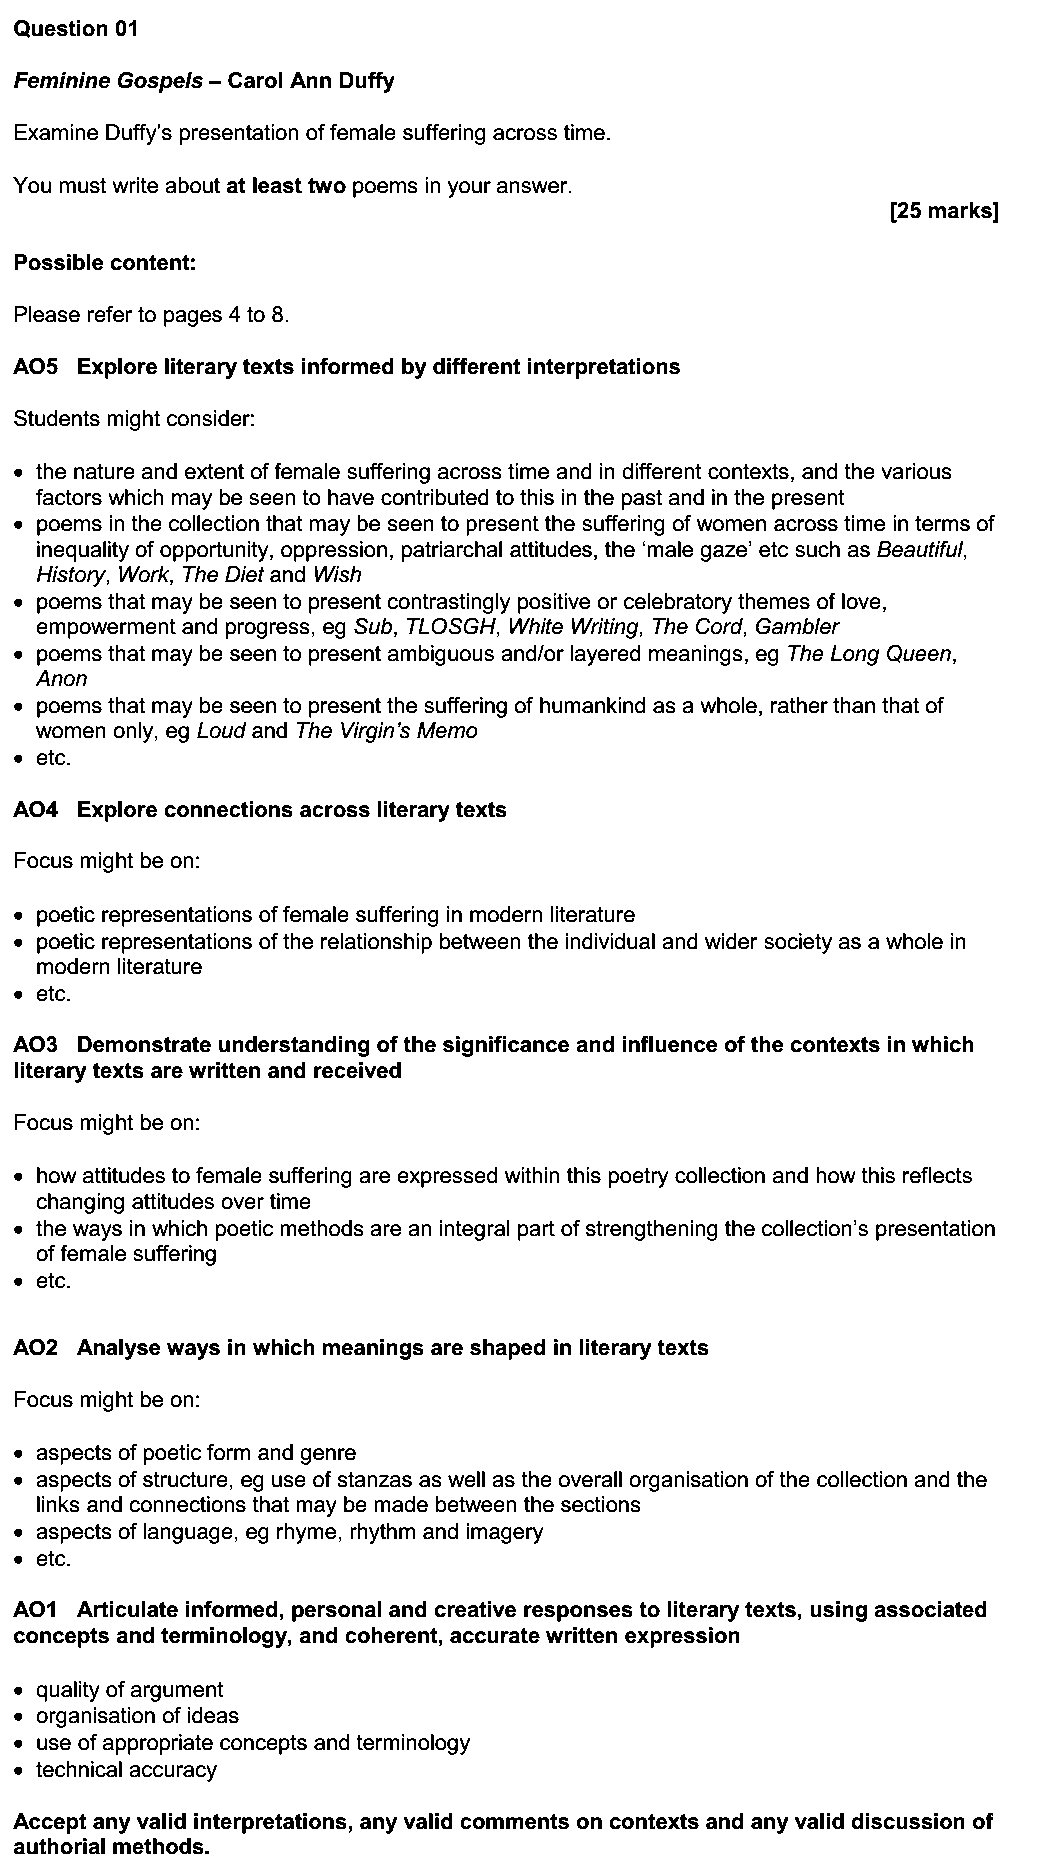 Question 01
Feminine Gospels – Carol Ann Duffy
Examine Duffy's presentation of female suffering across time.
You must write about at least two poems in your answer.
[25 marks]
Possible content:
Please refer to pages 4 to 8.
AO5 Explore literary texts informed by different interpretations
Students might consider:
• the nature and extent of female suffering across time and in different contexts, and the various
factors which may be seen to have contributed to this in the past and in the present
• poems in the collection that may be seen to present the suffering of women across time in terms of
inequality of opportunity, oppression, patriarchal attitudes, the ‘male gaze’ etc such as Beautiful,
History, Work, The Diet and Wish
• poems that may be seen to present contrastingly positive or celebratory themes of love,
empowerment and progress, eg Sub, TLOSGH, White Writing, The Cord, Gambler
• poems that may be seen to present ambiguous and/or layered meanings, eg The Long Queen,
Anon
• poems that may be seen to present the suffering of humankind as a whole, rather than that of
women only, eg Loud and The Virgin’s Memo
• etc.
AO4 Explore connections across literary texts
Focus might be on:
• poetic representations of female suffering in modern literature
• poetic representations of the relationship between the individual and wider society as a whole in
modern literature
• etc.
AO3 Demonstrate understanding of the significance and influence of the contexts in which
literary texts are written and received
Focus might be on:
• how attitudes to female suffering are expressed within this poetry collection and how this reflects
changing attitudes over time
• the ways in which poetic methods are an integral part of strengthening the collection’s presentation
of female suffering
• etc.
AO2 Analyse ways in which meanings are shaped in literary texts
Focus might be on:
• aspects of poetic form and genre
• aspects of structure, eg use of stanzas as well as the overall organisation of the collection and the
links and connections that may be made between the sections
• aspects of language, eg rhyme, rhythm and imagery
• etc.
AO1 Articulate informed, personal and creative responses to literary texts, using associated
concepts and terminology, and coherent, accurate written expression
• quality of argument
• organisation of ideas
• use of appropriate concepts and terminology
• technical accuracy
Accept any valid interpretations, any valid comments on contexts and any valid discussion of
authorial methods.